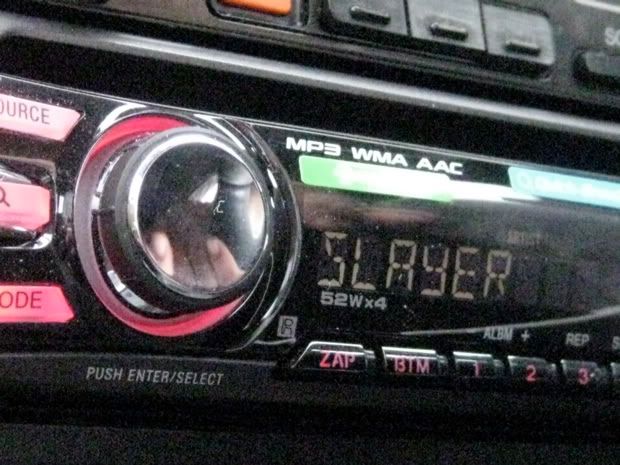 OURCE
MP3 WMA AAC
SLAYER
52Wx4
ODE
ALBM +
REP
ZAP
BTM
1
2
3
PUSH ENTER/SELECT